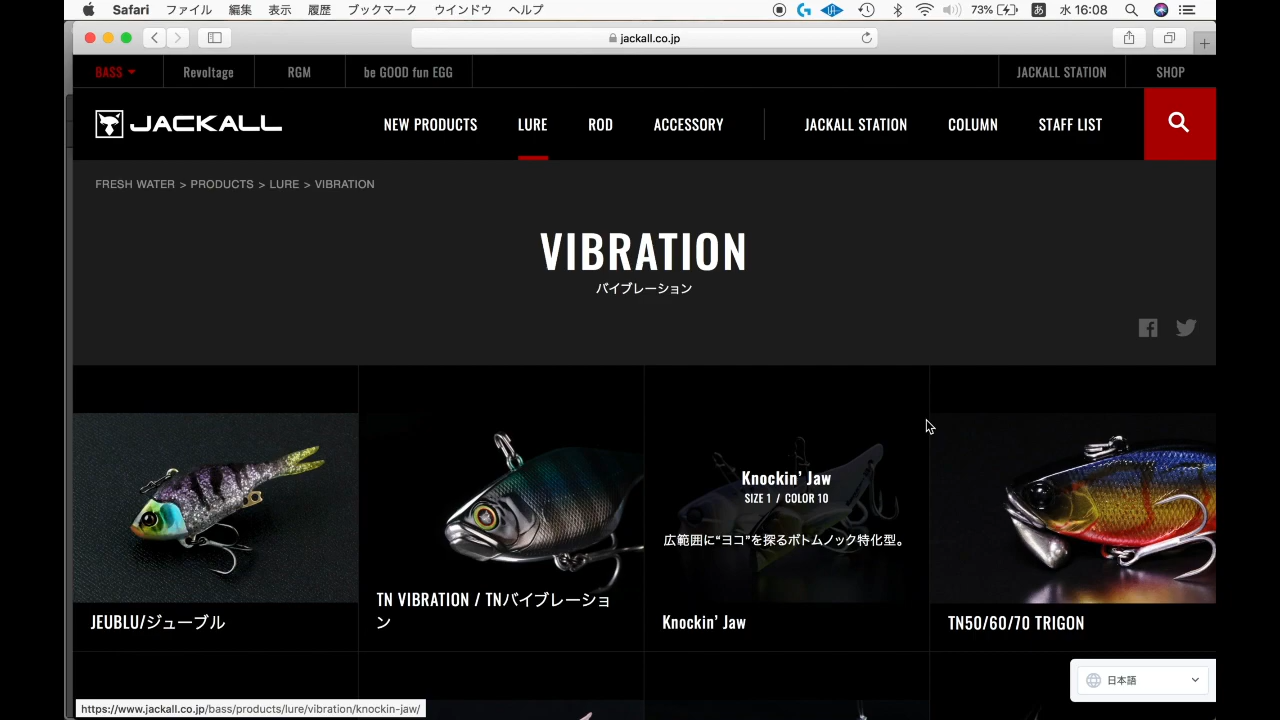 Safari ファイル 編集 表示 履歴 ブックマーク ウインドウ ヘルプ 73% あ 水 16:08
jackall.co.jp
BASS Revoltage RGM be GOOD fun EGG JACKALL STATION SHOP
JACKALL NEW PRODUCTS LURE ROD ACCESSORY JACKALL STATION COLUMN STAFF LIST
FRESH WATER > PRODUCTS > LURE > VIBRATION
VIBRATION
バイブレーション
Knockin' Jaw
SIZE 1 / COLOR 10
広範囲に“ヨコ”を探るボトムノック特化型。
JEUBLU/ジューブル
TN VIBRATION / TNバイブレーショ
ン
Knockin' Jaw
TN50/60/70 TRIGON
日本語
https://www.jackall.co.jp/bass/products/lure/vibration/knockin-jaw/